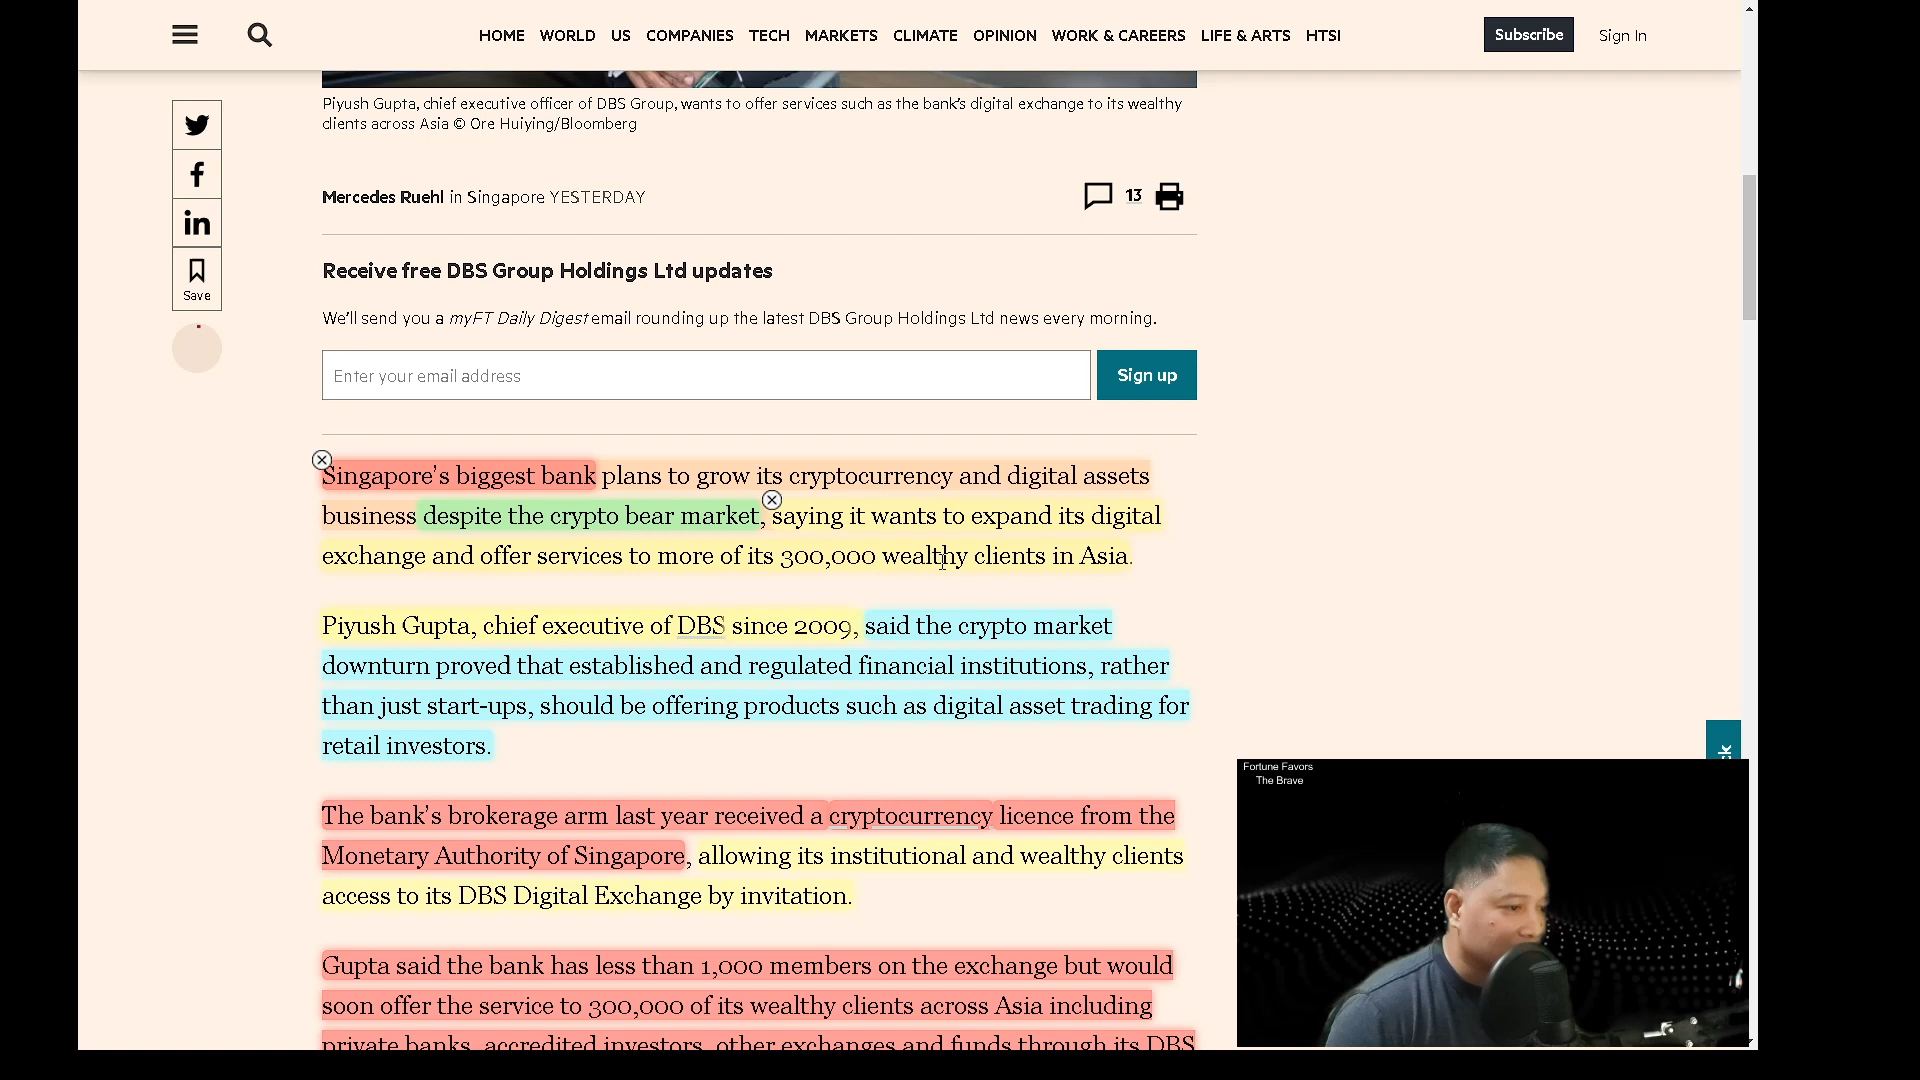 HOME WORLD US COMPANIES TECH MARKETS CLIMATE OPINION WORK & CAREERS LIFE & ARTS HTSI Subscribe Sign In
Piyush Gupta, chief executive officer of DBS Group, wants to offer services such as the bank's digital exchange to its wealthy
clients across Asia © Ore Huiying/Bloomberg
Mercedes Ruehl in Singapore YESTERDAY 13
Save
Receive free DBS Group Holdings Ltd updates
We'll send you a myFT Daily Digest email rounding up the latest DBS Group Holdings Ltd news every morning.
Enter your email address Sign up
Singapore's biggest bank plans to grow its cryptocurrency and digital assets
business despite the crypto bear market, saying it wants to expand its digital
exchange and offer services to more of its 300,000 wealthy clients in Asia.
Piyush Gupta, chief executive of DBS since 2009, said the crypto market
downturn proved that established and regulated financial institutions, rather
than just start-ups, should be offering products such as digital asset trading for
retail investors.
The bank's brokerage arm last year received a cryptocurrency licence from the
Monetary Authority of Singapore, allowing its institutional and wealthy clients
access to its DBS Digital Exchange by invitation.
Gupta said the bank has less than 1,000 members on the exchange but would
soon offer the service to 300,000 of its wealthy clients across Asia including
private banks, accredited investors, other exchanges and funds through its DBS
Fortune Favors
The Brave